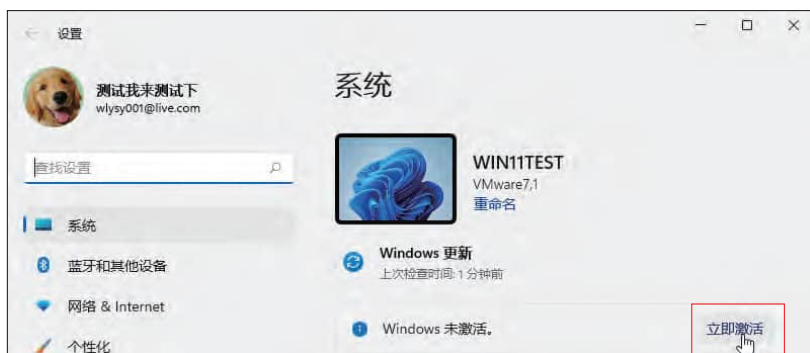 设置
测试我来测试下
wlysy001@live.com
查找设置
系统
蓝牙和其他设备
网络 & Internet
个性化
系统
WIN11TEST
VMware7,1
重命名
Windows 更新
上次检查时间: 1 分钟前
Windows 未激活。
立即激活